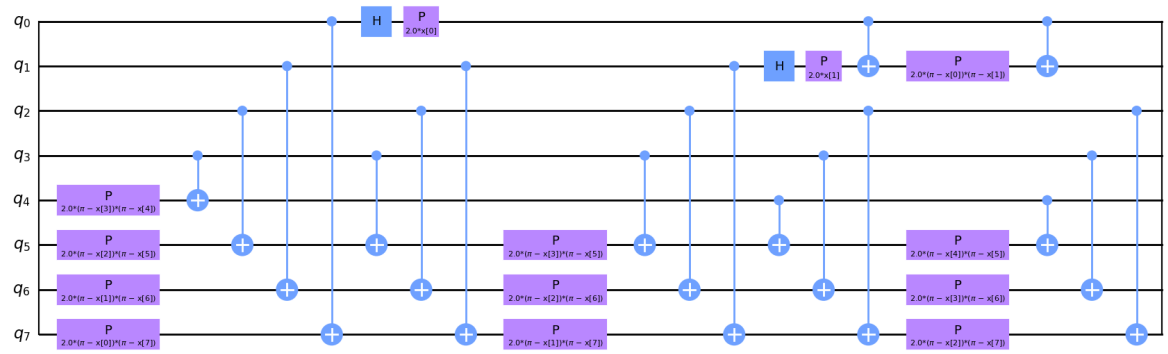 q0 H P
2.0*x[0]
q1 H P P
2.0*x[1] 2.0*(π − x[0])*(π − x[1])
q2
q3
q4 P
2.0*(π − x[3])*(π − x[4])
q5 P P P
2.0*(π − x[2])*(π − x[5]) 2.0*(π − x[3])*(π − x[5]) 2.0*(π − x[4])*(π − x[5])
q6 P P P
2.0*(π − x[1])*(π − x[6]) 2.0*(π − x[2])*(π − x[6]) 2.0*(π − x[3])*(π − x[6])
q7 P P P
2.0*(π − x[0])*(π − x[7]) 2.0*(π − x[1])*(π − x[7]) 2.0*(π − x[2])*(π − x[7])